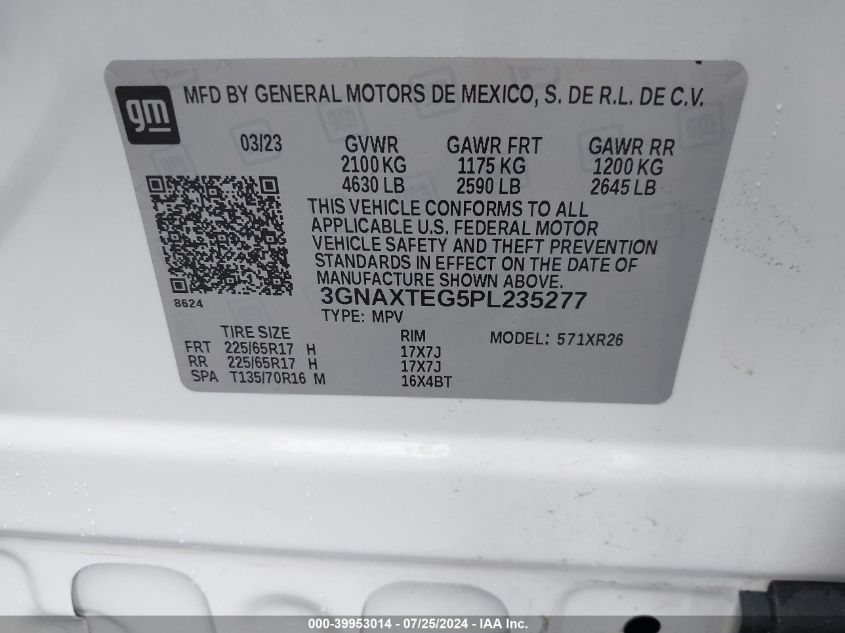 gm
MFD BY GENERAL MOTORS DE MEXICO, S. DE R.L. DE C.V.
03/23 GVWR GAWR FRT GAWR RR
2100 KG 1175 KG 1200 KG
4630 LB 2590 LB 2645 LB
THIS VEHICLE CONFORMS TO ALL
APPLICABLE U.S. FEDERAL MOTOR
VEHICLE SAFETY AND THEFT PREVENTION
STANDARDS IN EFFECT ON THE DATE OF
MANUFACTURE SHOWN ABOVE.
8624
3GNAXTEG5PL235277
TYPE: MPV
TIRE SIZE RIM MODEL: 571XR26
FRT 225/65R17 H 17X7J
RR 225/65R17 H 17X7J
SPA T135/70R16 M 16X4BT
000-39953014 - 07/25/2024 - IAA Inc.